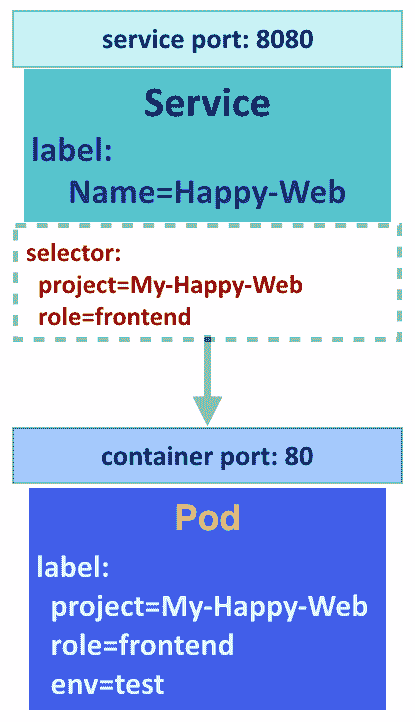 service port: 8080
Service
label:
Name=Happy-Web
selector:
project=My-Happy-Web
role=frontend
container port: 80
Pod
label:
project=My-Happy-Web
role=frontend
env=test